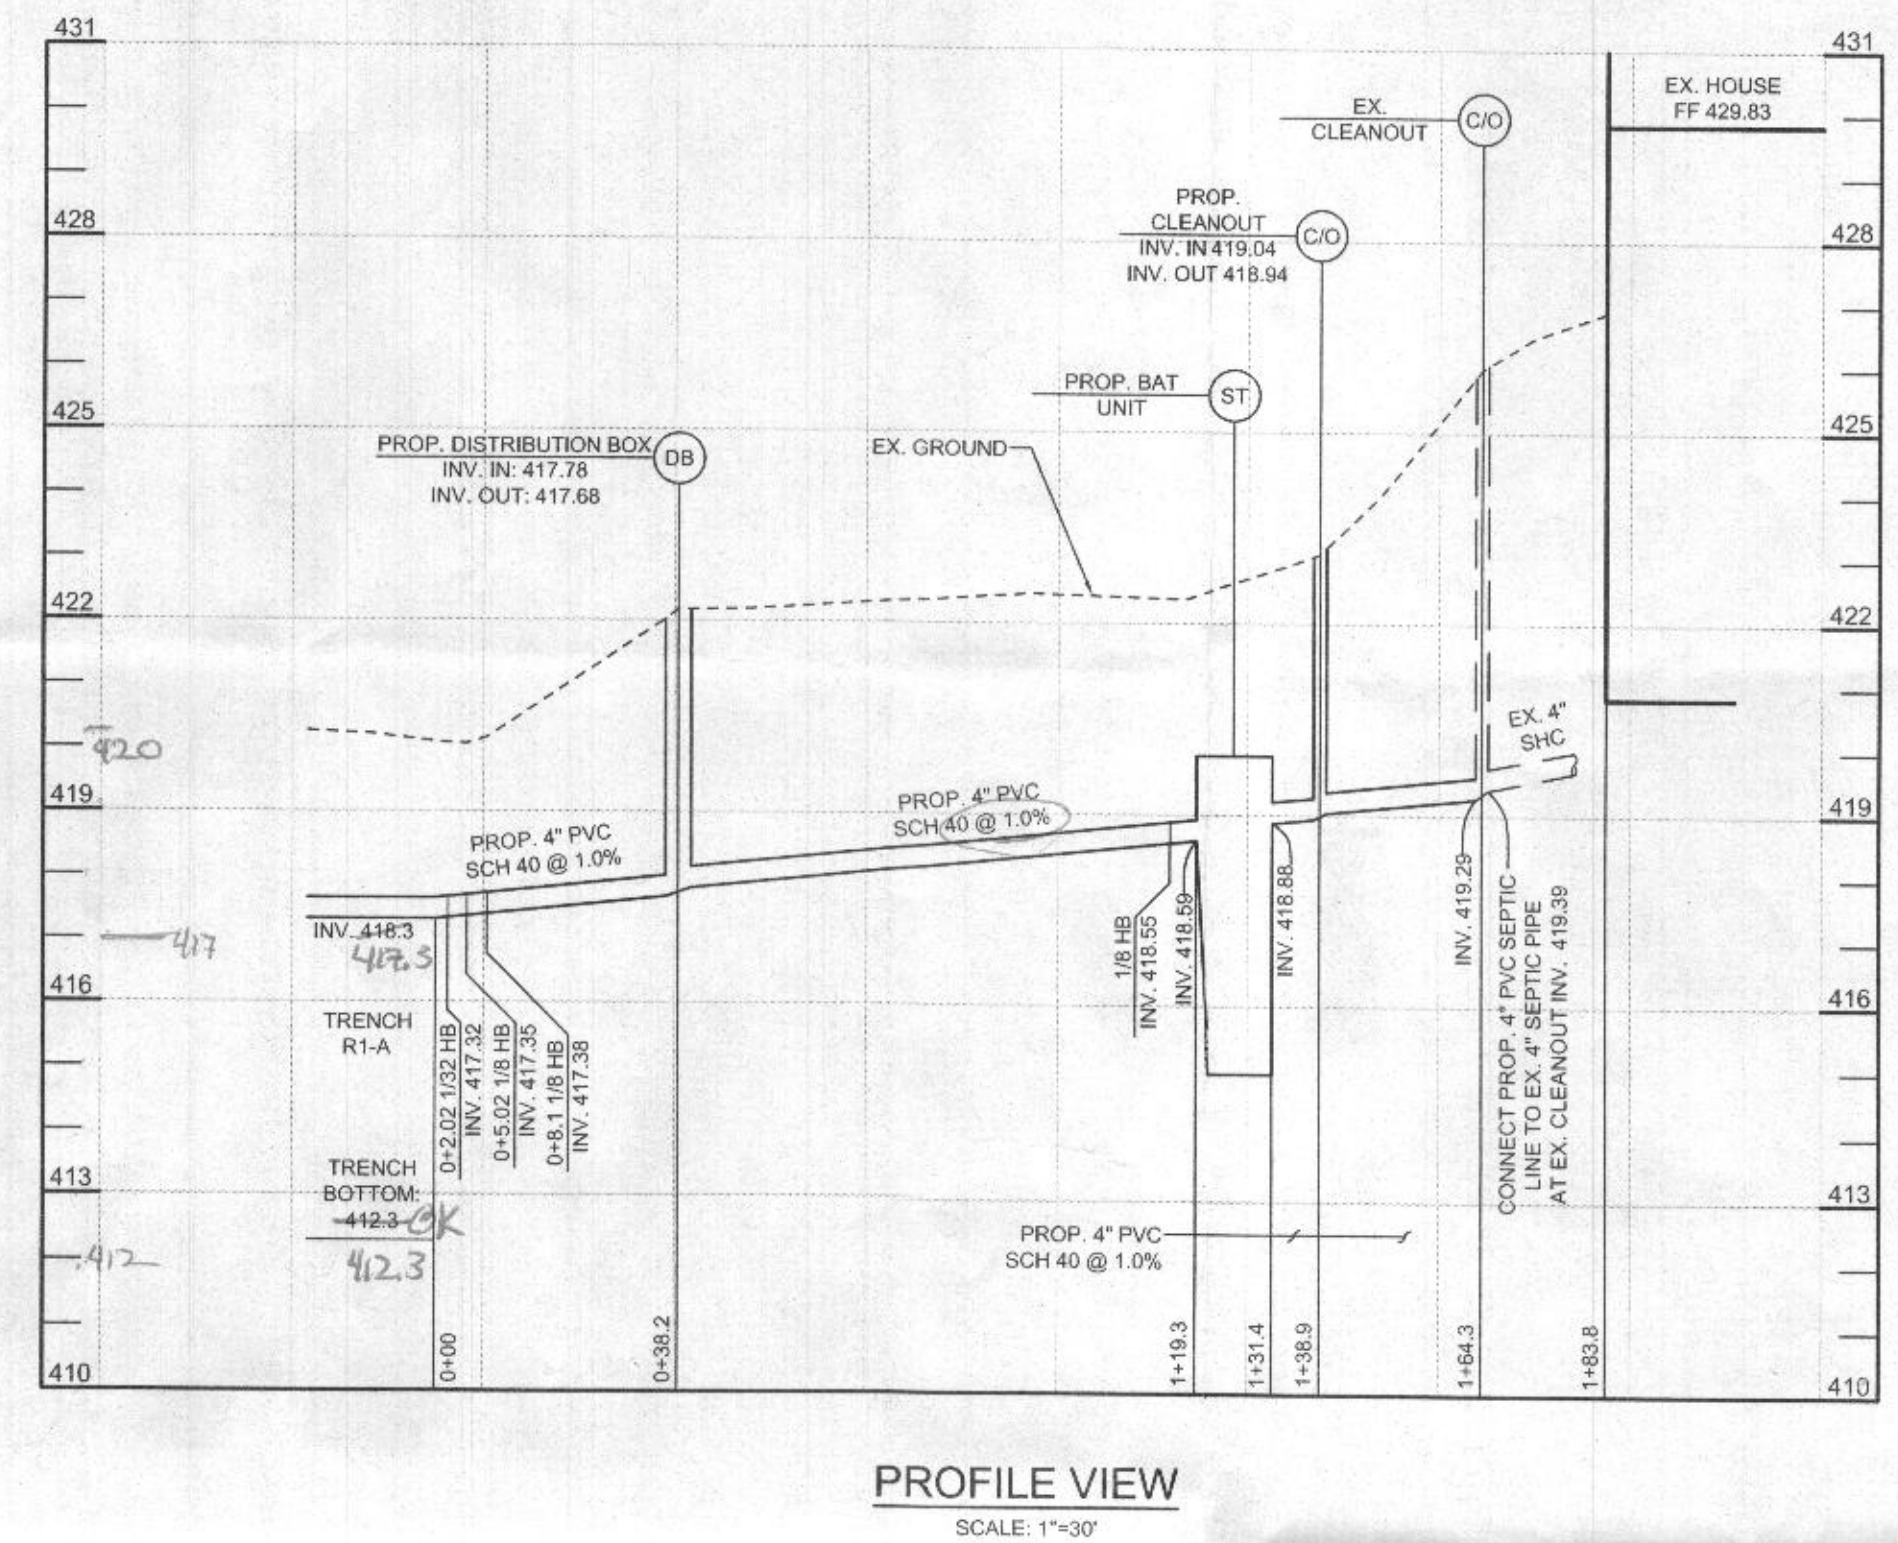 431
431
EX. HOUSE
FF 429.83
EX.
CLEANOUT
C/O
PROP.
CLEANOUT
INV. IN 419.04
INV. OUT 418.94
C/O
428
428
PROP. BAT
UNIT
ST
425
425
PROP. DISTRIBUTION BOX
INV. IN: 417.78
INV. OUT: 417.68
DB
EX. GROUND
422
422
EX. 4"
SHC
420
419
419
PROP. 4" PVC
SCH 40 @ 1.0%
PROP. 4" PVC
SCH 40 @ 1.0%
INV. 418.3
417.3
417
416
416
TRENCH
R1-A
0+2.02 1/32 HB
INV. 417.32
0+5.02 1/8 HB
INV. 417.35
0+8.1 1/8 HB
INV. 417.38
1/8 HB
INV. 418.55
INV. 418.59
INV. 418.88
INV. 419.29
CONNECT PROP. 4" PVC SEPTIC
LINE TO EX. 4" SEPTIC PIPE
AT EX. CLEANOUT INV. 419.39
413
413
TRENCH
BOTTOM:
412.3 OK
412.3
412
PROP. 4" PVC
SCH 40 @ 1.0%
410
410
0+00
0+38.2
1+19.3
1+31.4
1+38.9
1+64.3
1+83.8
PROFILE VIEW
SCALE: 1"=30'